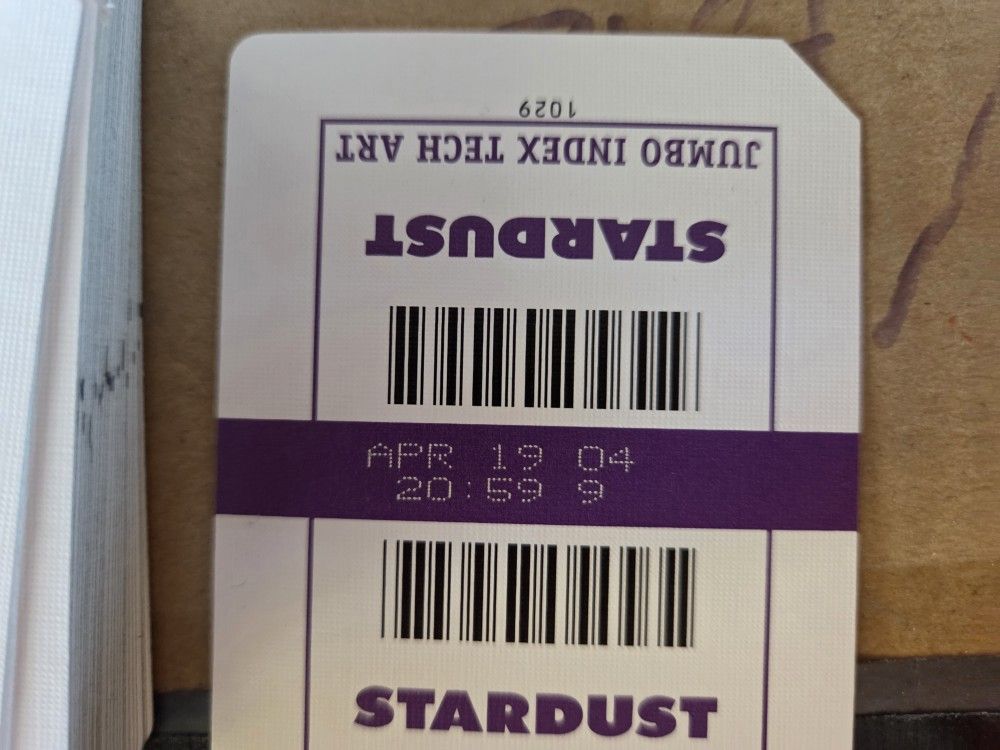 1029
JUMBO INDEX TECH ART
STARDUST
APR 19 04
20:59 9
STARDUST